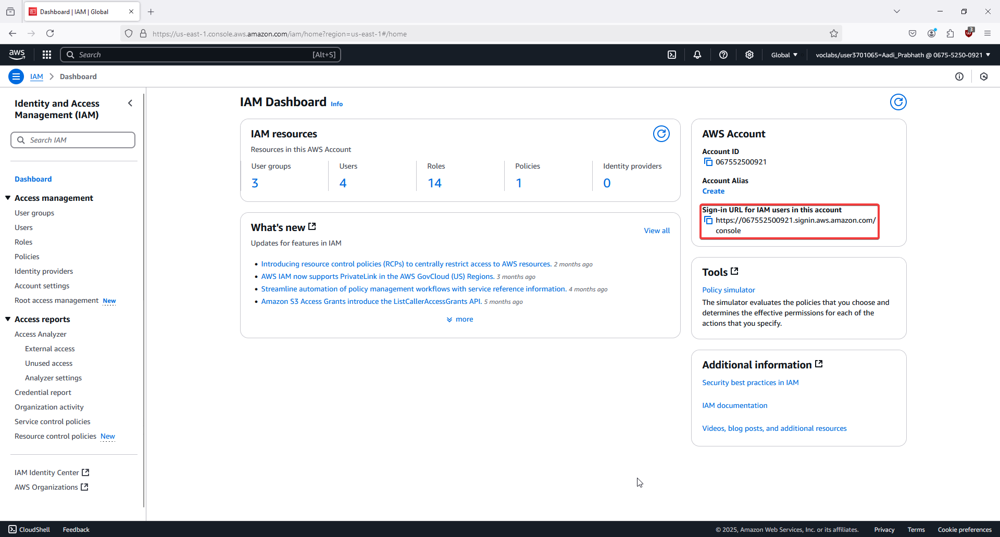 Dashboard | IAM | Global
https://us-east-1.console.aws.amazon.com/iam/home?region=us-east-1#/home
3
aws
Search
[Alt+S]
Global
voclabs/user3701065=Aadi_Prabhath @ 0675-5250-0921
IAM
Dashboard
Identity and Access
Management (IAM)
Search IAM
Dashboard
Access management
User groups
Users
Roles
Policies
Identity providers
Account settings
Root access management New
Access reports
Access Analyzer
External access
Unused access
Analyzer settings
Credential report
Organization activity
Service control policies
Resource control policies New
IAM Identity Center
AWS Organizations
IAM Dashboard Info
IAM resources
Resources in this AWS Account
User groups
3
Users
4
Roles
14
Policies
1
Identity providers
0
What's new
View all
Updates for features in IAM
Introducing resource control policies (RCPs) to centrally restrict access to AWS resources. 2 months ago
AWS IAM now supports PrivateLink in the AWS GovCloud (US) Regions. 3 months ago
Streamline automation of policy management workflows with service reference information. 4 months ago
Amazon S3 Access Grants introduce the ListCallerAccessGrants API. 5 months ago
more
AWS Account
Account ID
067552500921
Account Alias
Create
Sign-in URL for IAM users in this account
https://067552500921.signin.aws.amazon.com/
console
Tools
Policy simulator
The simulator evaluates the policies that you choose and
determines the effective permissions for each of the
actions that you specify.
Additional information
Security best practices in IAM
IAM documentation
Videos, blog posts, and additional resources
CloudShell
Feedback
© 2025, Amazon Web Services, Inc. or its affiliates.
Privacy
Terms
Cookie preferences